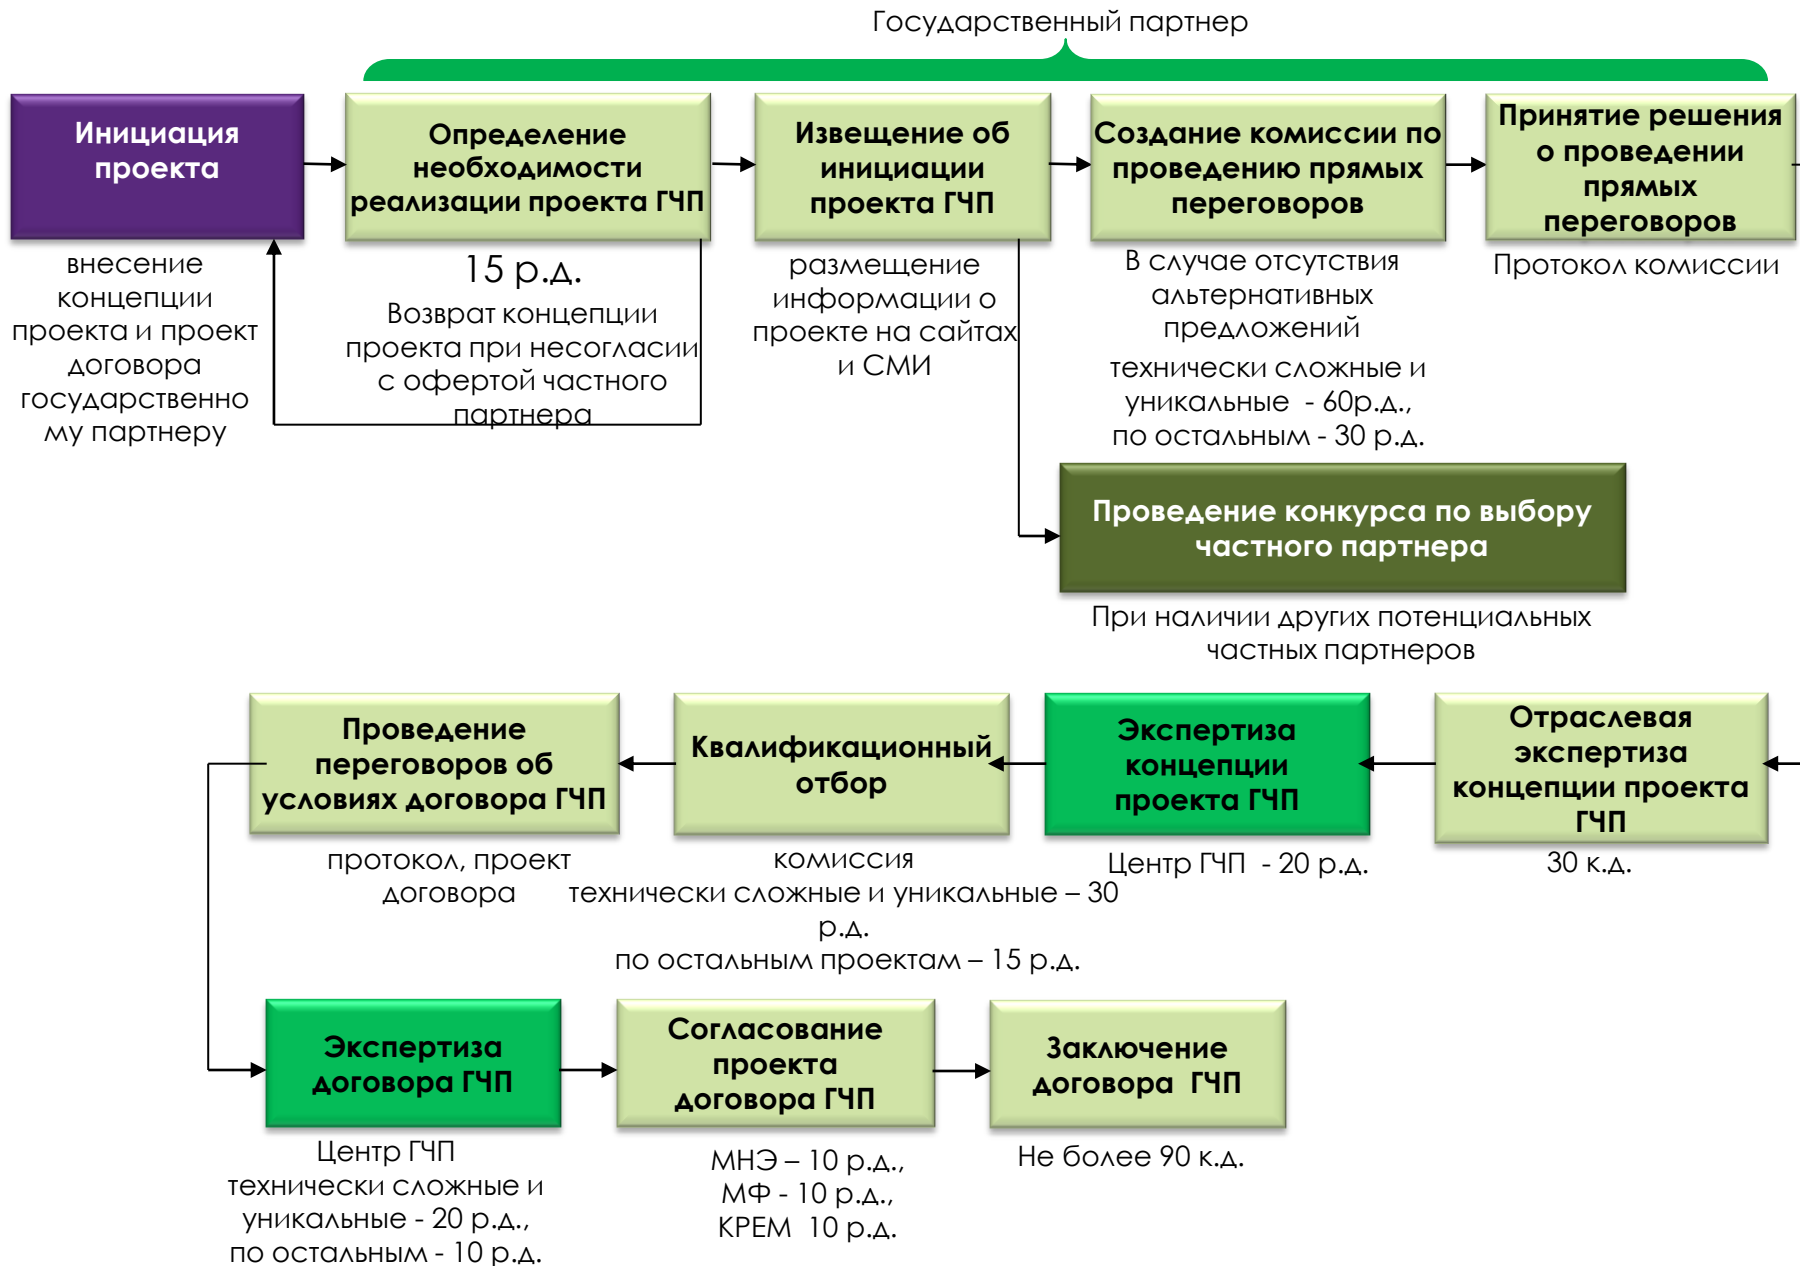 Государственный партнер
Инициация
проекта
внесение
концепции
проекта и проект
договора
государственно
му партнеру
Определение
необходимости
реализации проекта ГЧП
15 р.д.
Возврат концепции
проекта при несогласии
с офертой частного
партнера
Извещение об
инициации
проекта ГЧП
размещение
информации о
проекте на сайтах
и СМИ
Создание комиссии по
проведению прямых
переговоров
В случае отсутствия
альтернативных
предложений
технически сложные и
уникальные - 60р.д.,
по остальным - 30 р.д.
Принятие решения
о проведении
прямых
переговоров
Протокол комиссии
Проведение конкурса по выбору
частного партнера
При наличии других потенциальных
частных партнеров
Проведение
переговоров об
условиях договора ГЧП
протокол, проект
договора
Квалификационный
отбор
комиссия
технически сложные и уникальные – 30
р.д.
по остальным проектам – 15 р.д.
Экспертиза
концепции
проекта ГЧП
Центр ГЧП - 20 р.д.
Отраслевая
экспертиза
концепции проекта
ГЧП
30 к.д.
Экспертиза
договора ГЧП
Центр ГЧП
технически сложные и
уникальные - 20 р.д.,
по остальным - 10 р.д.
Согласование
проекта
договора ГЧП
МНЭ – 10 р.д.,
МФ - 10 р.д.,
КРЕМ 10 р.д.
Заключение
договора ГЧП
Не более 90 к.д.